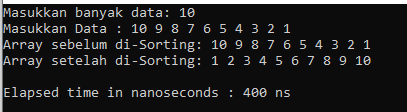 Masukkan banyak data: 10
Masukkan Data : 10 9 8 7 6 5 4 3 2 1
Array sebelum di-Sorting: 10 9 8 7 6 5 4 3 2 1
Array setelah di-Sorting: 1 2 3 4 5 6 7 8 9 10
Elapsed time in nanoseconds : 400 ns